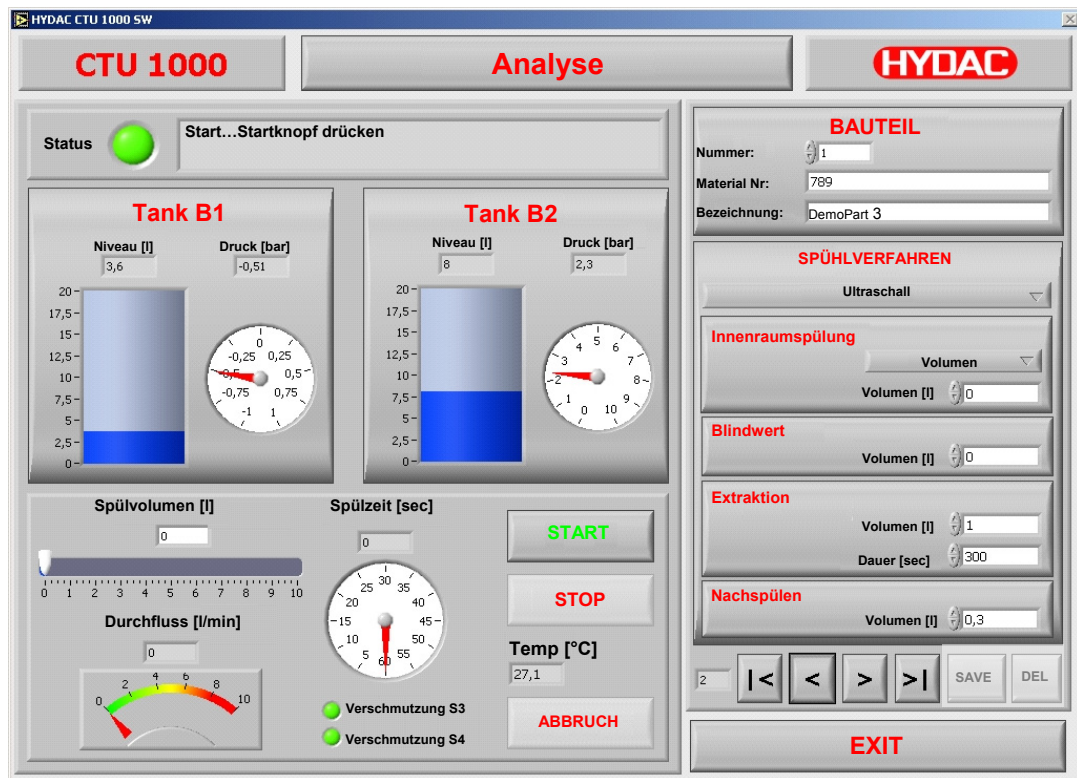 HYDAC CTU 1000 SW
CTU 1000
Analyse
HYDAC
Status
Start…Startknopf drücken
Tank B1
Niveau [l]
Druck [bar]
3,6
-0,51
20
17,5
15
12,5
10
7,5
5
2,5
0
0
-0,25 0,25
-0,5 0,5
-0,75 0,75
-1 1
Tank B2
Niveau [l]
Druck [bar]
8
2,3
20
17,5
15
12,5
10
7,5
5
2,5
0
0 1 2 3 4 5 6 7 8 9 10
Spülvolumen [l]
0
0 1 2 3 4 5 6 7 8 9 10
Durchfluss [l/min]
0
0 2 4 6 8 10
Spülzeit [sec]
0
5 10 15 20 25 30 35 40 45 50 55 60
Verschmutzung S3
Verschmutzung S4
START
STOP
Temp [°C]
27,1
ABBRUCH
BAUTEIL
Nummer: 1
Material Nr: 789
Bezeichnung: DemoPart 3
SPÜHLVERFAHREN
Ultraschall
Innenraumspülung
Volumen
Volumen [l] 0
Blindwert
Volumen [l] 0
Extraktion
Volumen [l] 1
Dauer [sec] 300
Nachspülen
Volumen [l] 0,3
2 |< < > >| SAVE DEL
EXIT